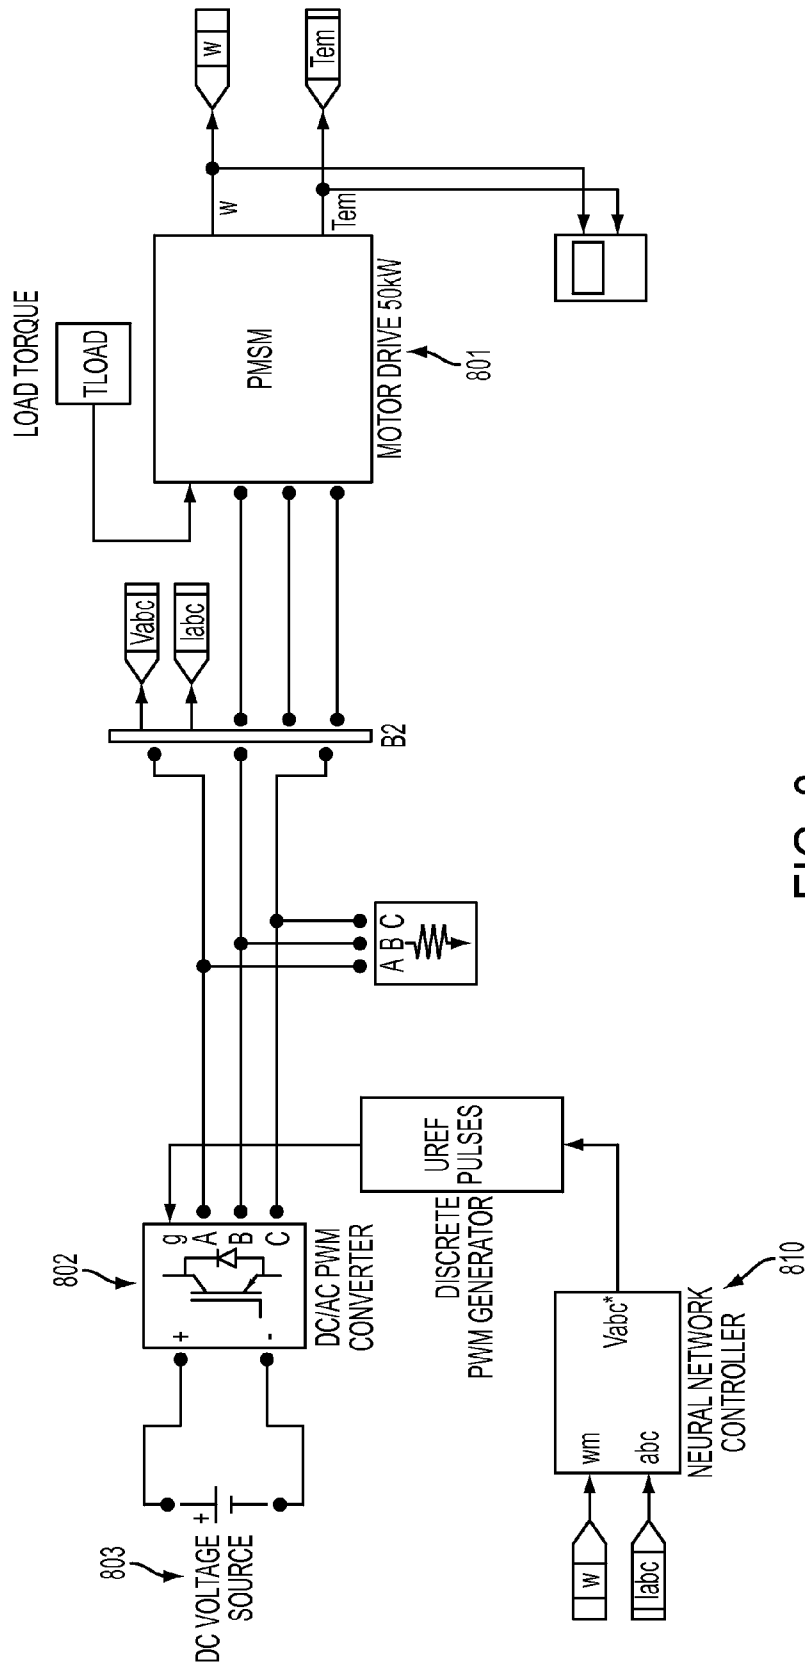 803
DC VOLTAGE
SOURCE
+
802
+
-
g
A
B
C
DC/AC PWM
CONVERTER
UREF
PULSES
DISCRETE
PWM GENERATOR
w
Iabc
wm
abc
Vabc*
NEURAL NETWORK
CONTROLLER
810
A B C
Vabc
Iabc
B2
LOAD TORQUE
TLOAD
PMSM
MOTOR DRIVE 50kW
801
w
Tem
w
Tem
FIG.